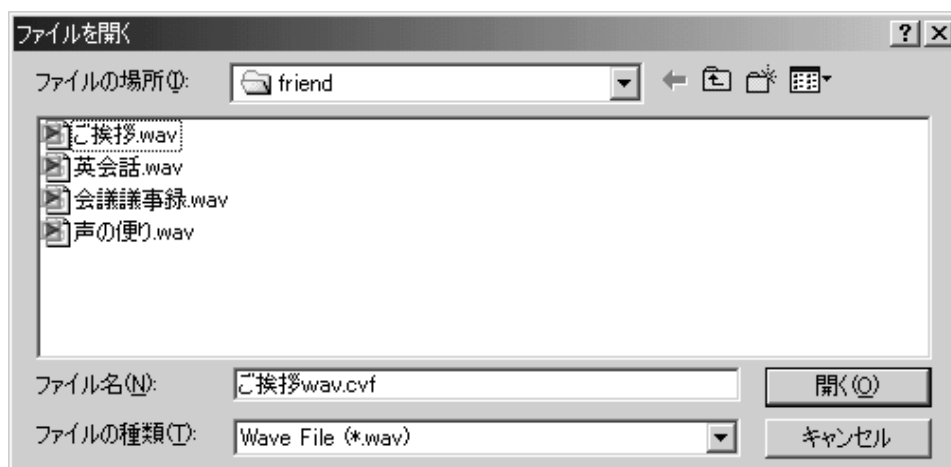 ファイルを開く
ファイルの場所(I): friend
ご挨拶.wav
英会話.wav
会議議事録.wav
声の便り.wav
ファイル名(N): ご挨拶wav.cvf 開く(O)
ファイルの種類(T): Wave File (*.wav) キャンセル